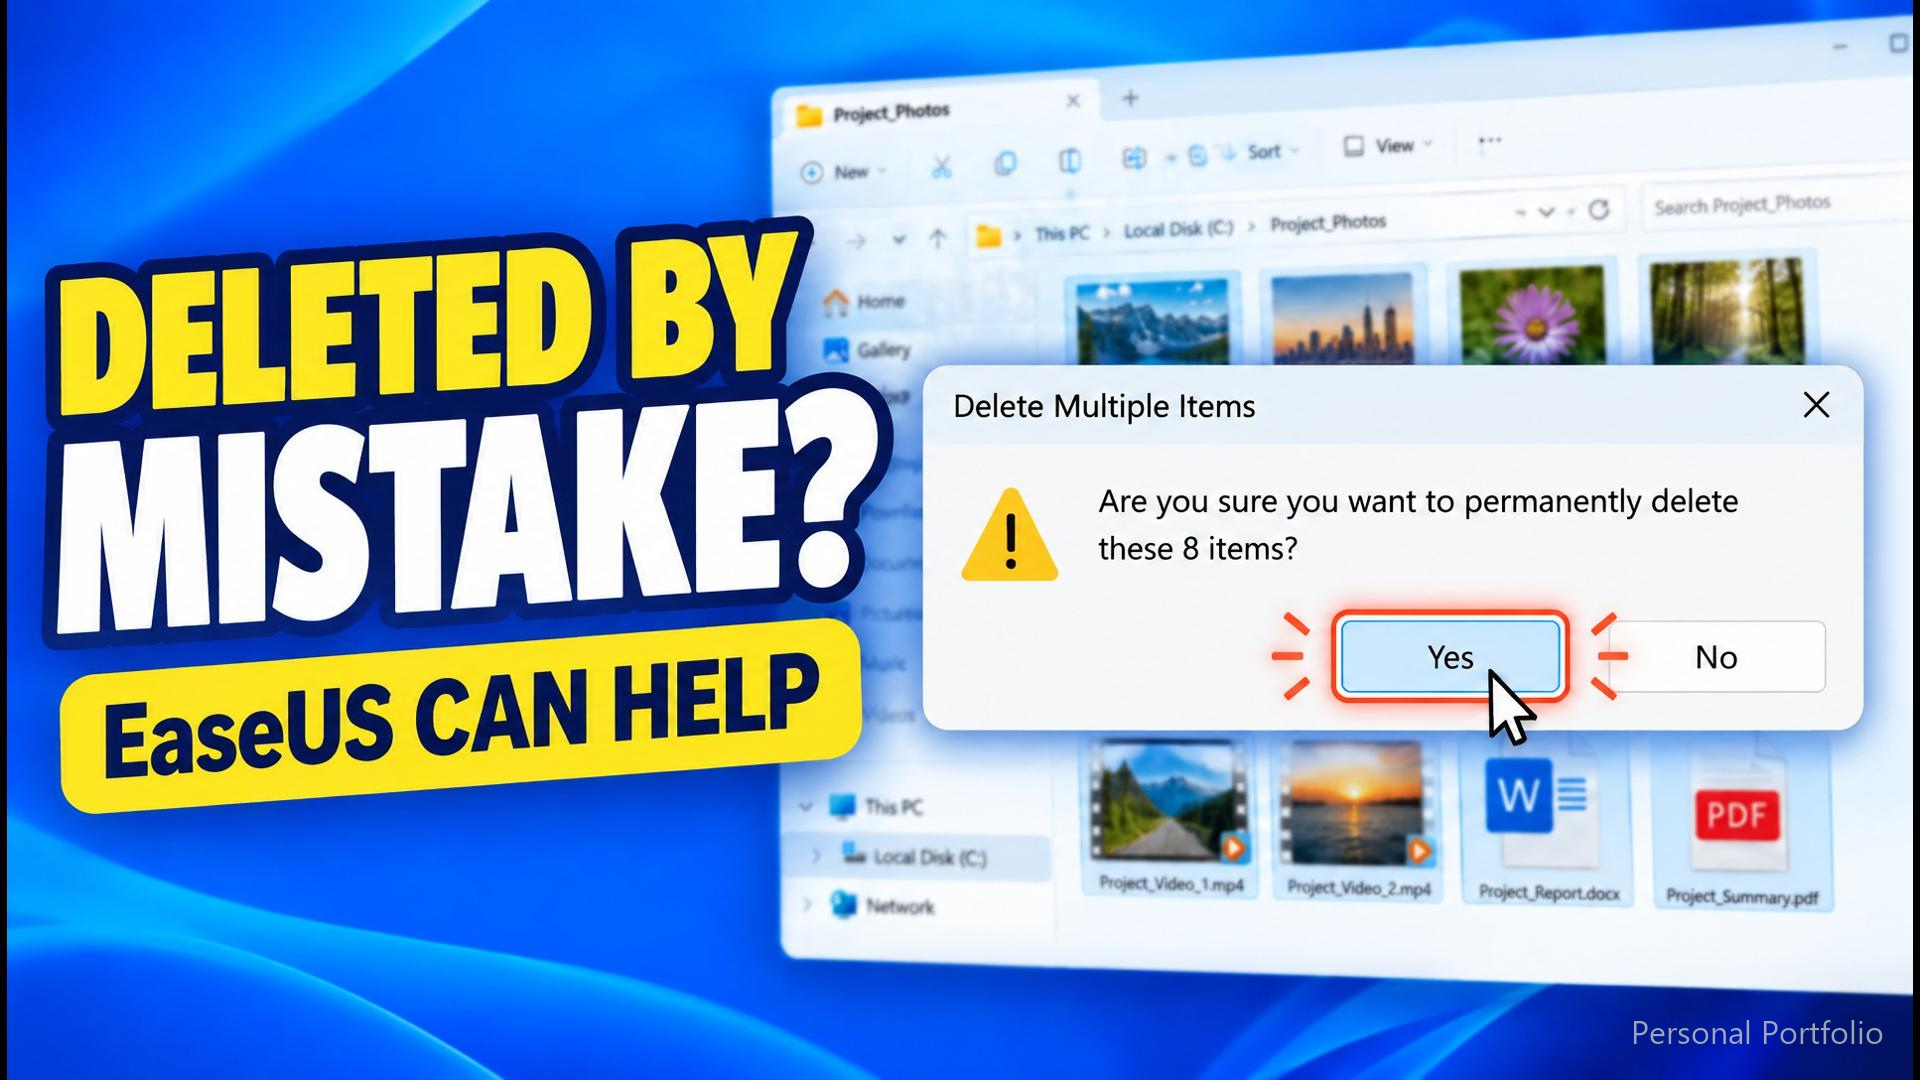 DELETED BY
MISTAKE?
EaseUS CAN HELP
Project_Photos
New
Sort
View
This PC > Local Disk (C:) > Project_Photos
Search Project_Photos
Home
Gallery
Delete Multiple Items
Are you sure you want to permanently delete
these 8 items?
Yes
No
Videos
This PC
Local Disk (C:)
Network
W
PDF
Project_Video_1.mp4
Project_Video_2.mp4
Project_Report.docx
Project_Summary.pdf
Personal Portfolio